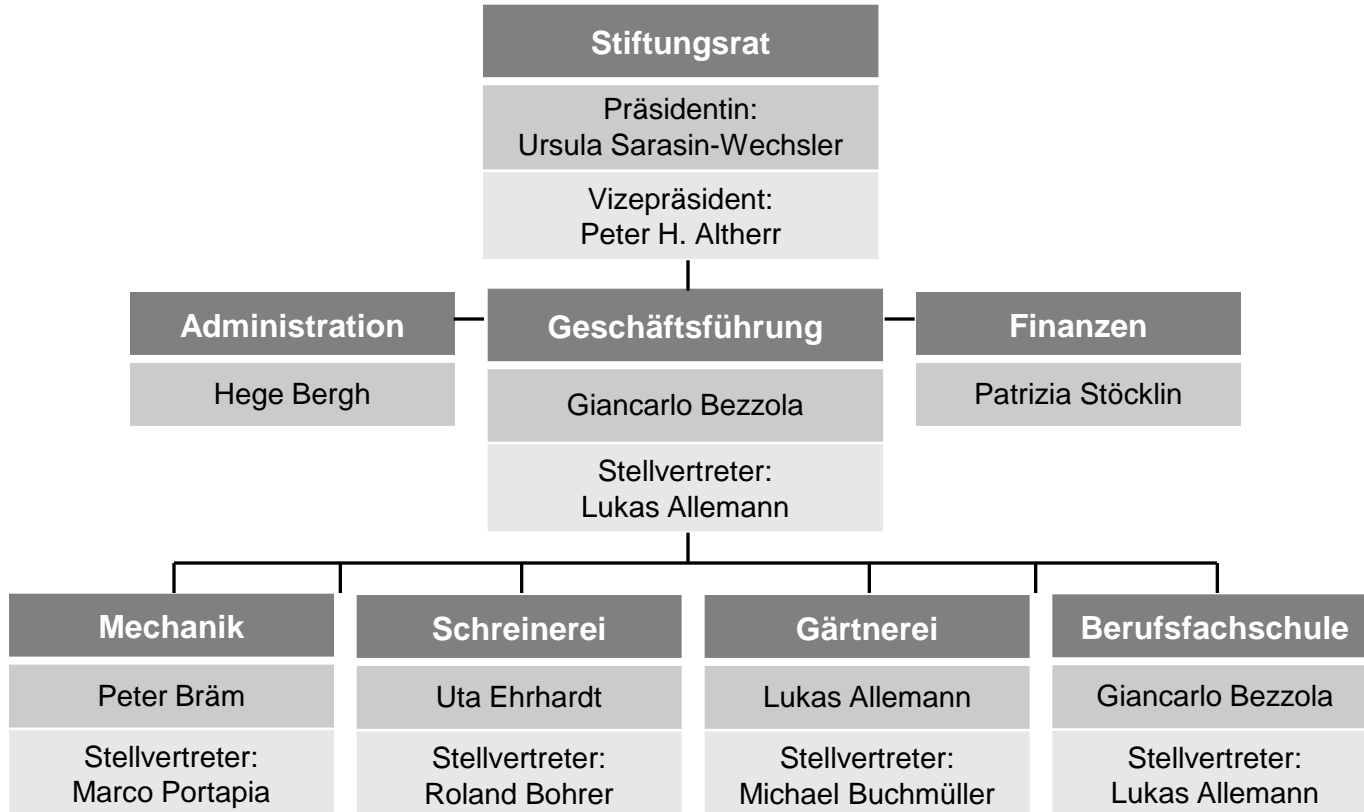 Stiftungsrat
Präsidentin:
Ursula Sarasin-Wechsler
Vizepräsident:
Peter H. Altherr
Administration
Hege Bergh
Geschäftsführung
Giancarlo Bezzola
Stellvertreter:
Lukas Allemann
Finanzen
Patrizia Stöcklin
Mechanik
Peter Bräm
Stellvertreter:
Marco Portapia
Schreinerei
Uta Ehrhardt
Stellvertreter:
Roland Bohrer
Gärtnerei
Lukas Allemann
Stellvertreter:
Michael Buchmüller
Berufsfachschule
Giancarlo Bezzola
Stellvertreter:
Lukas Allemann